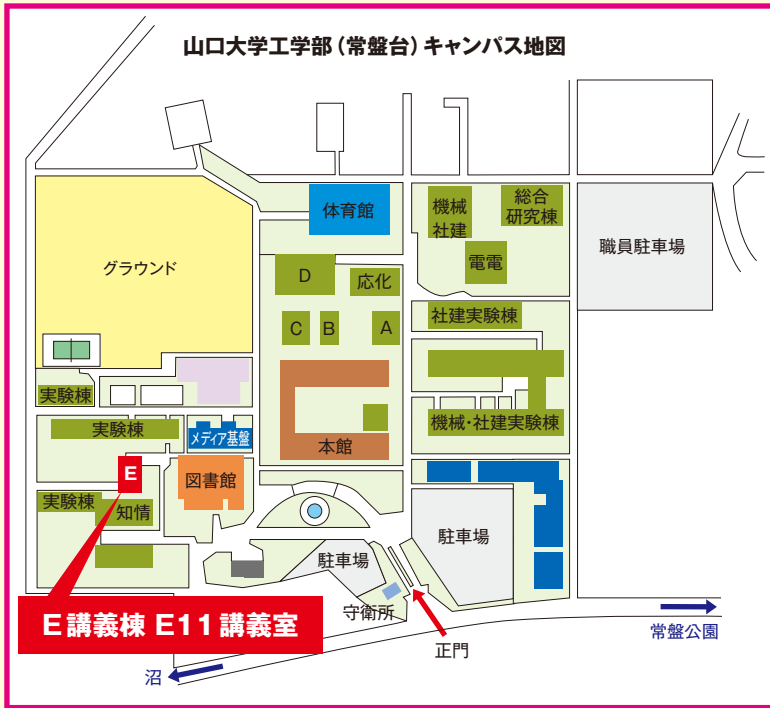 山口大学工学部（常盤台）キャンパス地図
体育館
機械
社建
総合
研究棟
電電
職員駐車場
グラウンド
D
応化
C
B
A
社建実験棟
実験棟
実験棟
メディア基盤
本館
機械・社建実験棟
E
図書館
実験棟
知情
駐車場
駐車場
守衛所
E講義棟 E11講義室
正門
常盤公園
沼